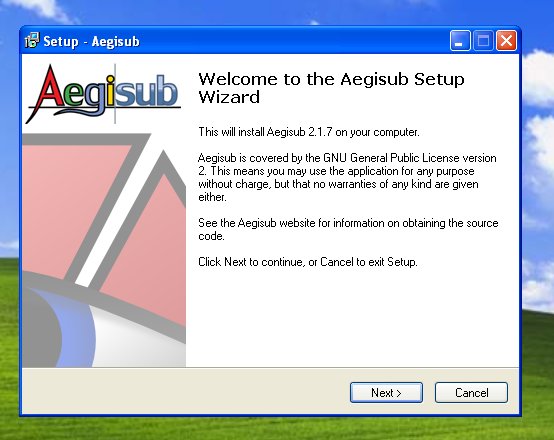 Setup - Aegisub
Aegisub
Welcome to the Aegisub Setup
Wizard
This will install Aegisub 2.1.7 on your computer.
Aegisub is covered by the GNU General Public License version
2. This means you may use the application for any purpose
without charge, but that no warranties of any kind are given
either.
See the Aegisub website for information on obtaining the source
code.
Click Next to continue, or Cancel to exit Setup.
Next >
Cancel